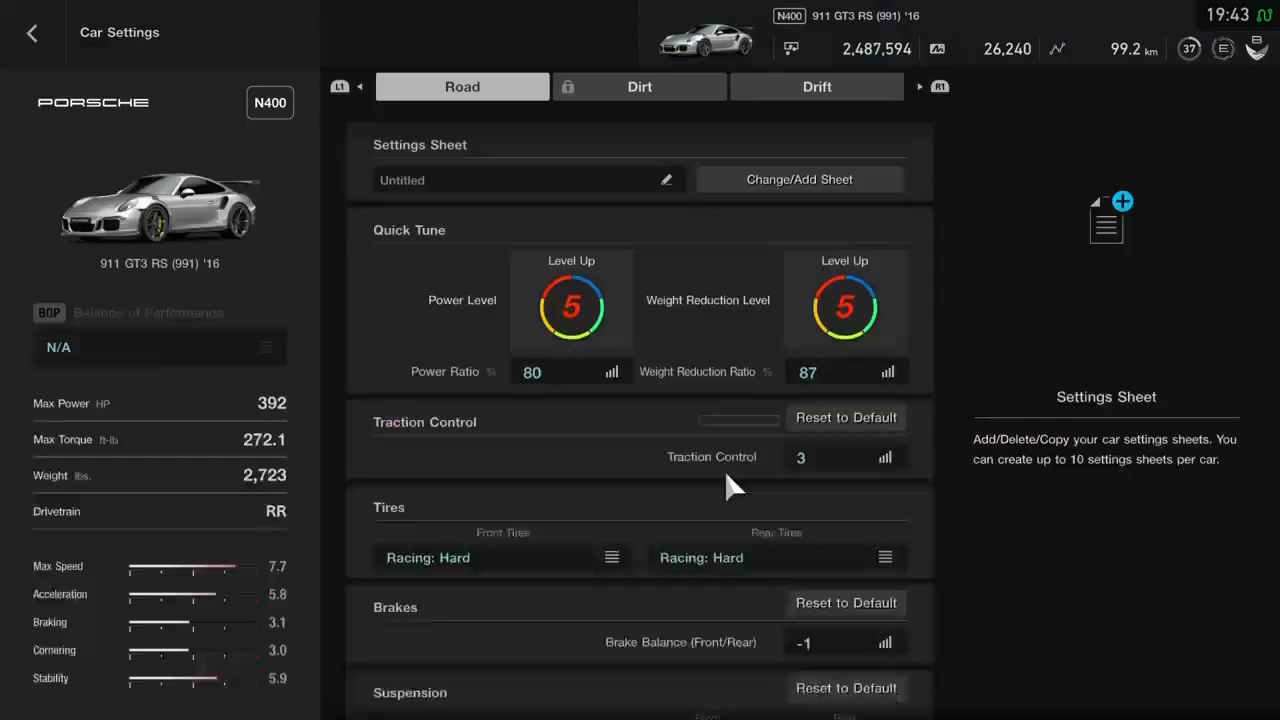 Car Settings
N400 911 GT3 RS (991) '16
19:43
2,487,594 26,240 99.2 km 37 E B
PORSCHE N400
911 GT3 RS (991) '16
BOP Balance of Performance
N/A
Max Power HP 392
Max Torque ft-lb 272.1
Weight lbs. 2,723
Drivetrain RR
Max Speed 7.7
Acceleration 5.8
Braking 3.1
Cornering 3.0
Stability 5.9
L1 Road Dirt Drift R1
Settings Sheet
Untitled Change/Add Sheet
Quick Tune
Level Up Level Up
Power Level 5 Weight Reduction Level 5
Power Ratio % 80 Weight Reduction Ratio % 87
Traction Control Reset to Default
Traction Control 3
Tires
Front Tires Rear Tires
Racing: Hard Racing: Hard
Brakes Reset to Default
Brake Balance (Front/Rear) -1
Suspension Reset to Default
Front Rear
Settings Sheet
Add/Delete/Copy your car settings sheets. You
can create up to 10 settings sheets per car.